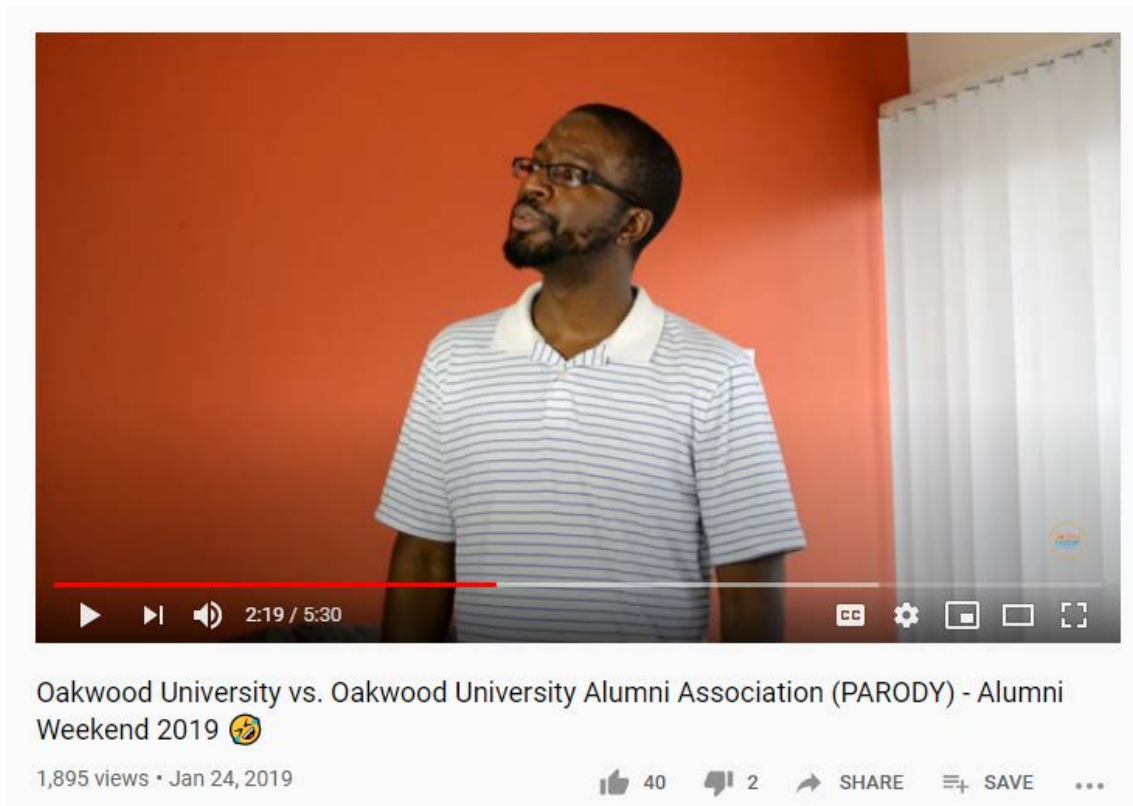 2:19 / 5:30
CC
Oakwood University vs. Oakwood University Alumni Association (PARODY) - Alumni
Weekend 2019 🤣
1,895 views • Jan 24, 2019
40
2
SHARE
SAVE